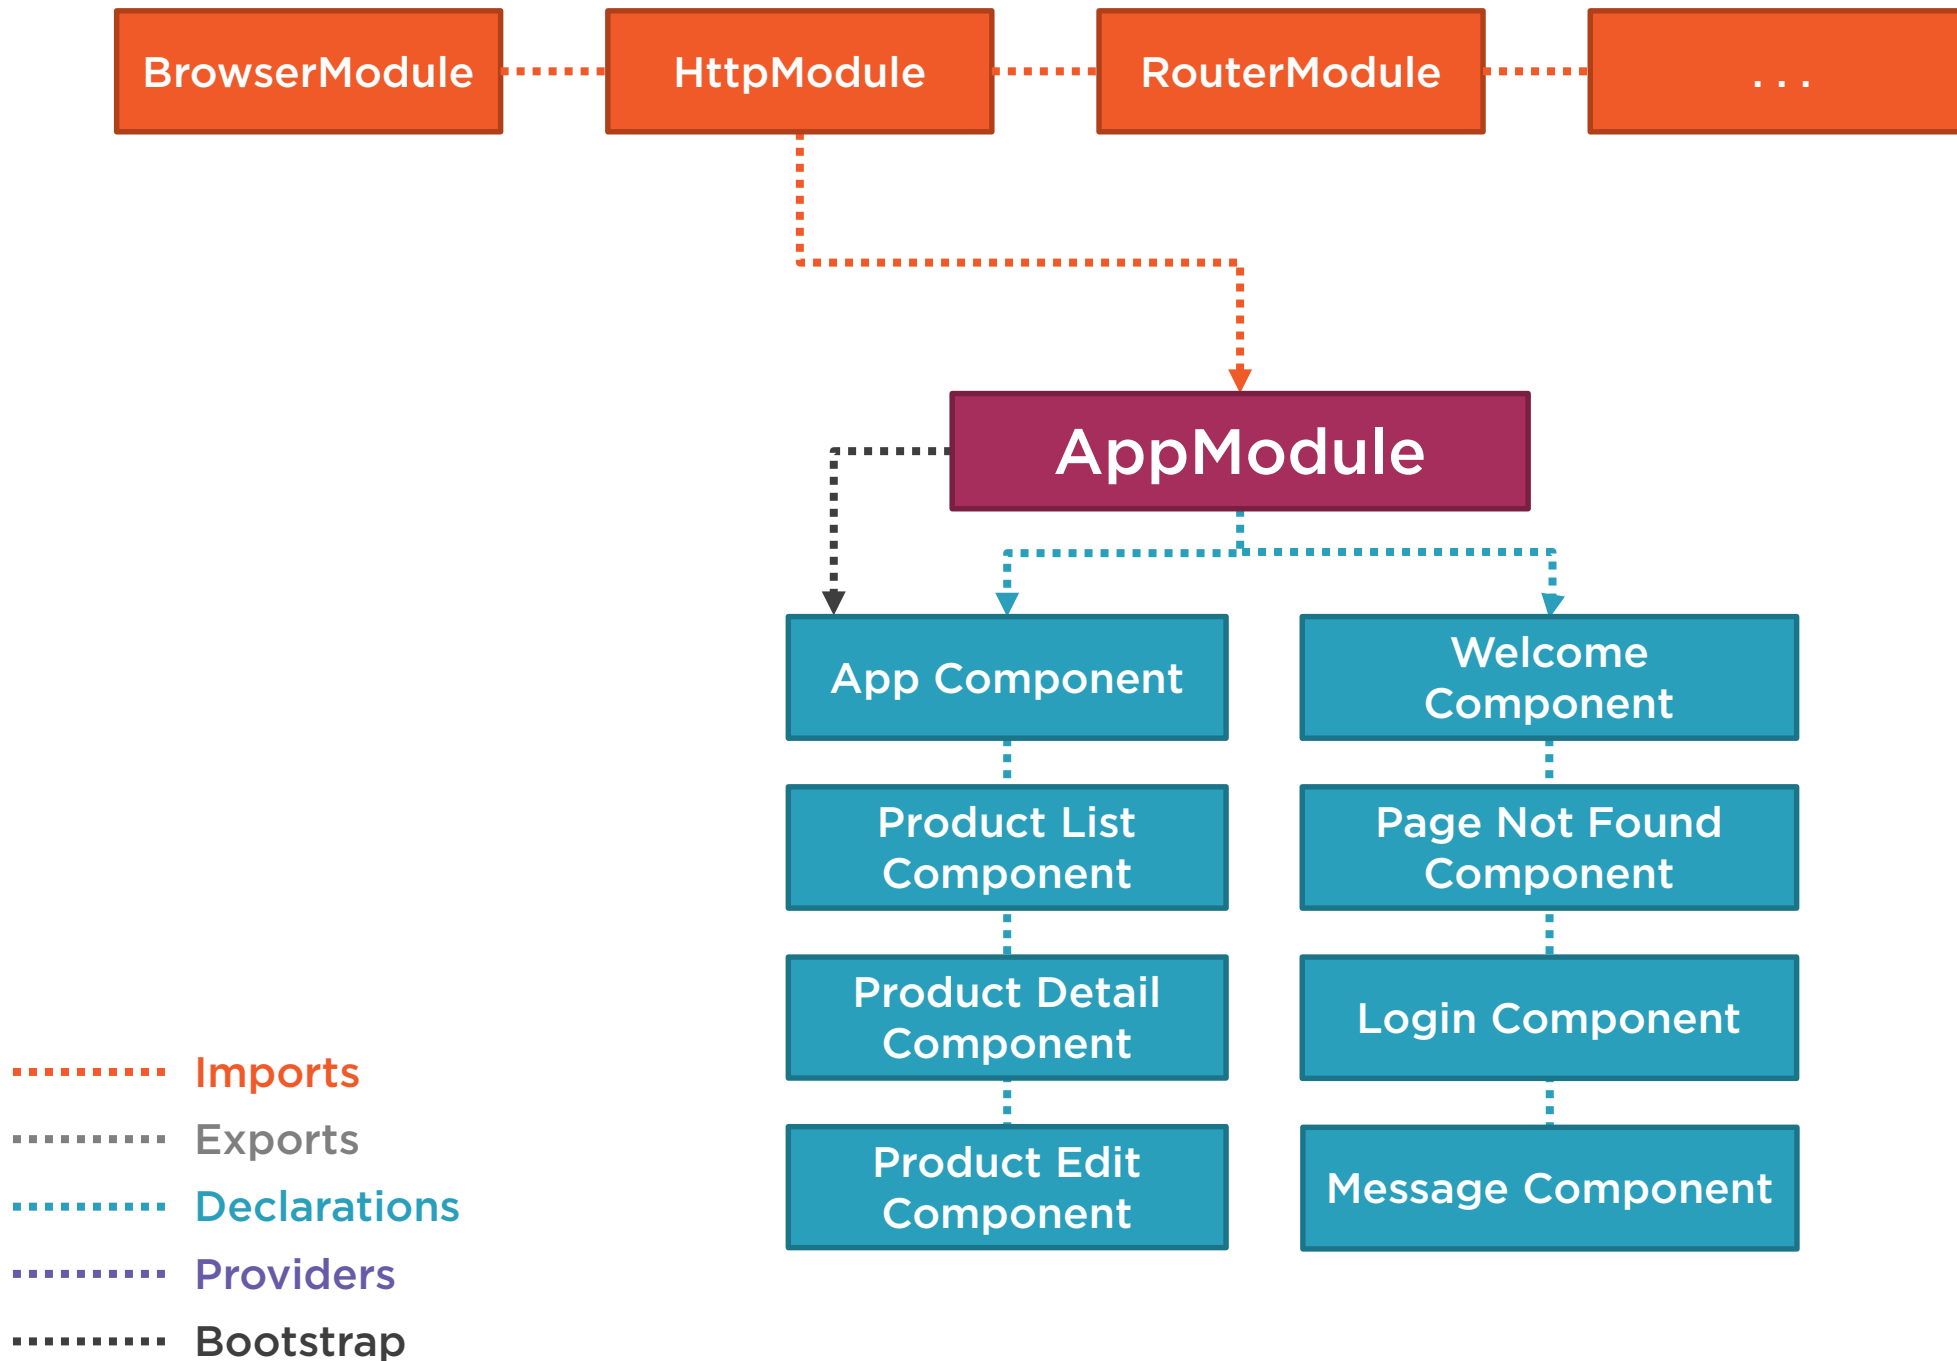 BrowserModule
HttpModule
RouterModule
. . .
AppModule
App Component
Welcome
Component
Product List
Component
Page Not Found
Component
Product Detail
Component
Login Component
Product Edit
Component
Message Component
Imports
Exports
Declarations
Providers
Bootstrap